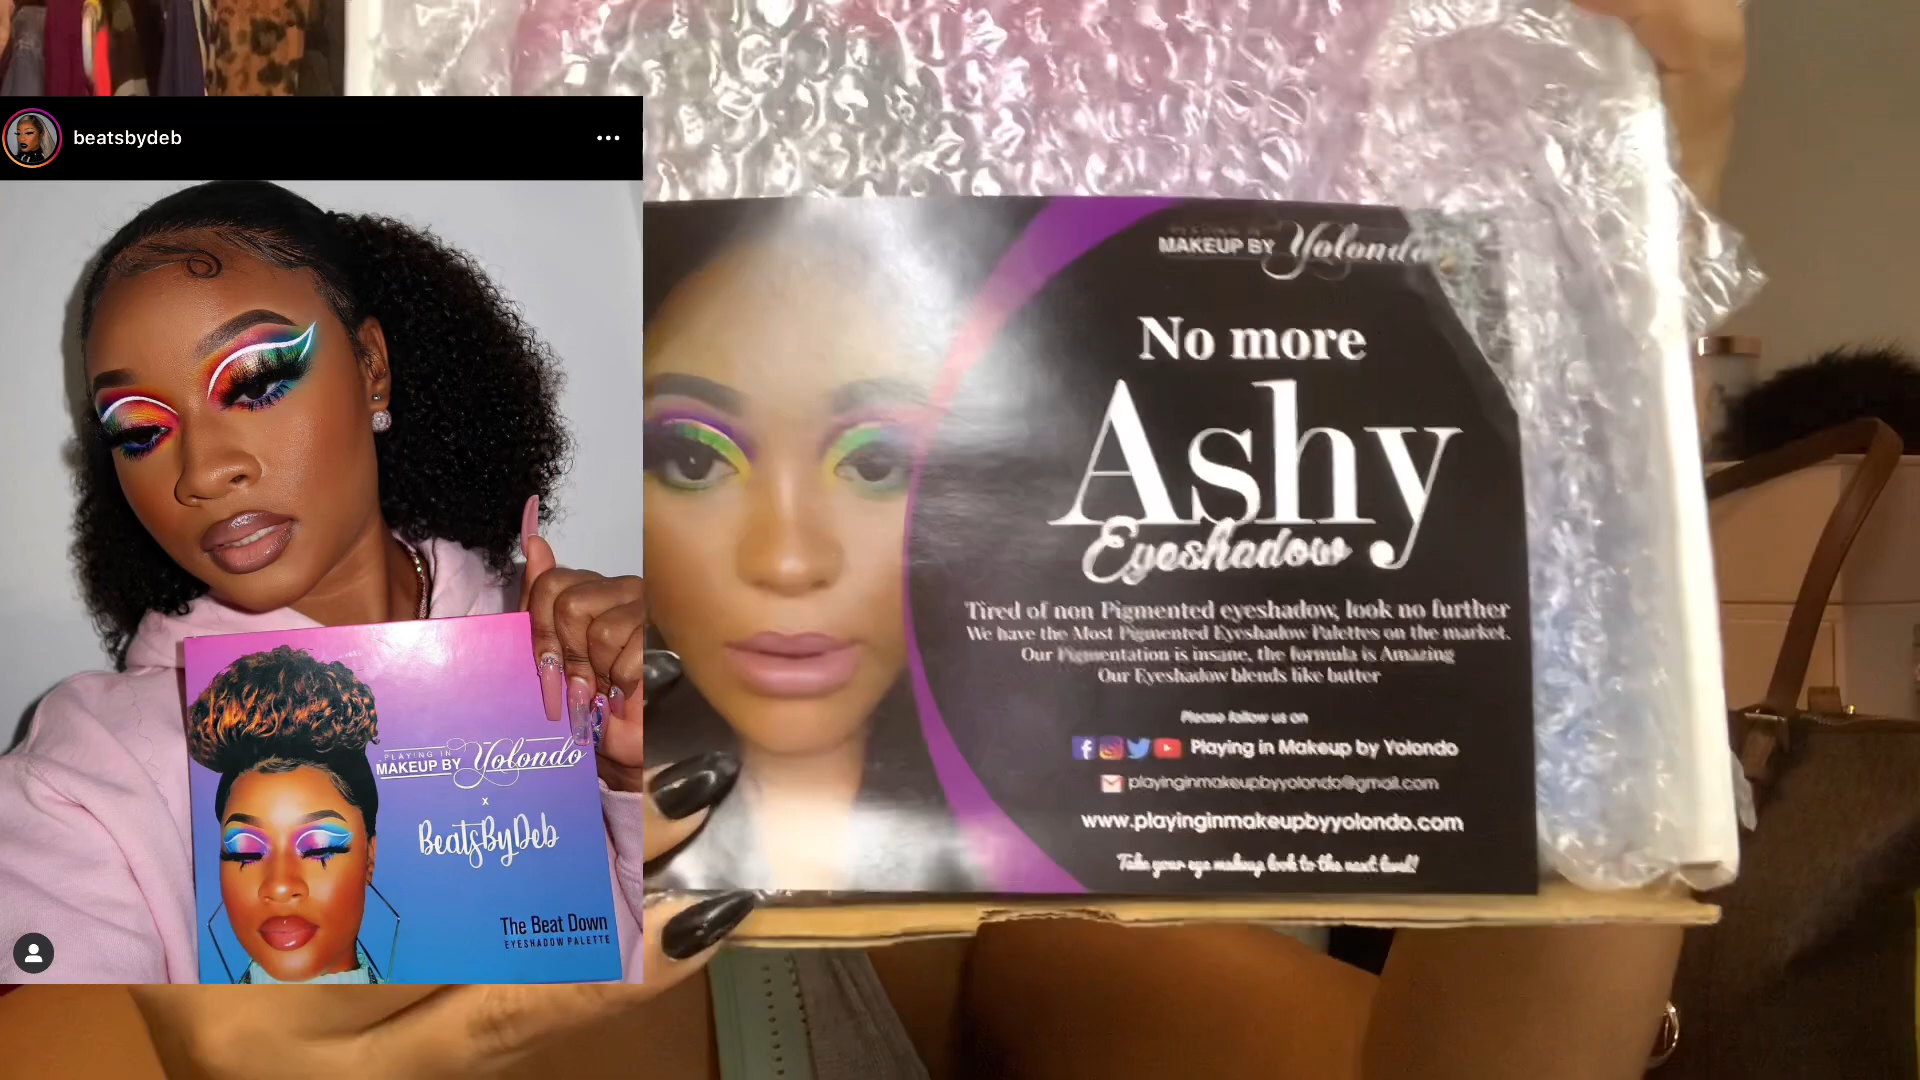 beatsbydeb
PLAYING IN
MAKEUP BY Yolondo
x
BeatsByDeb
The Beat Down
EYESHADOW PALETTE
MAKEUP BY Yolondo
No more
Ashy
Eyeshadow
Tired of non Pigmented eyeshadow, look no further
We have the Most Pigmented Eyeshadow Palettes on the market.
Our Pigmentation is insane, the formula is Amazing
Our Eyeshadow blends like butter
Please follow us on
Playing in Makeup by Yolondo
playinginmakeupbyyolondo@gmail.com
www.playinginmakeupbyyolondo.com
Take your eye makeup look to the next level!